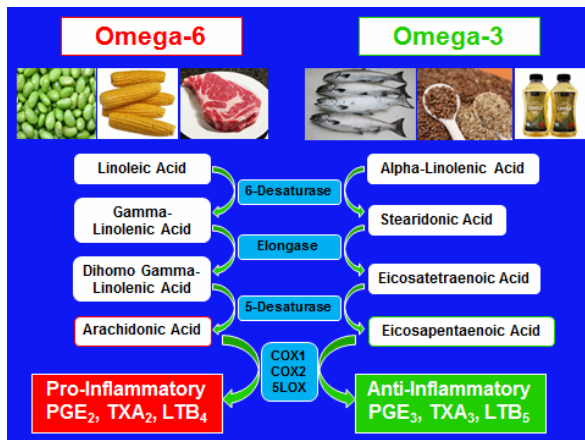 Omega-6
Omega-3
Linoleic Acid
Alpha-Linolenic Acid
6-Desaturase
Gamma-
Linolenic Acid
Stearidonic Acid
Elongase
Dihomo Gamma-
Linolenic Acid
Eicosatetraenoic Acid
5-Desaturase
Arachidonic Acid
Eicosapentaenoic Acid
COX1
COX2
5LOX
Pro-Inflammatory
PGE₂, TXA₂, LTB₄
Anti-Inflammatory
PGE₃, TXA₃, LTB₅